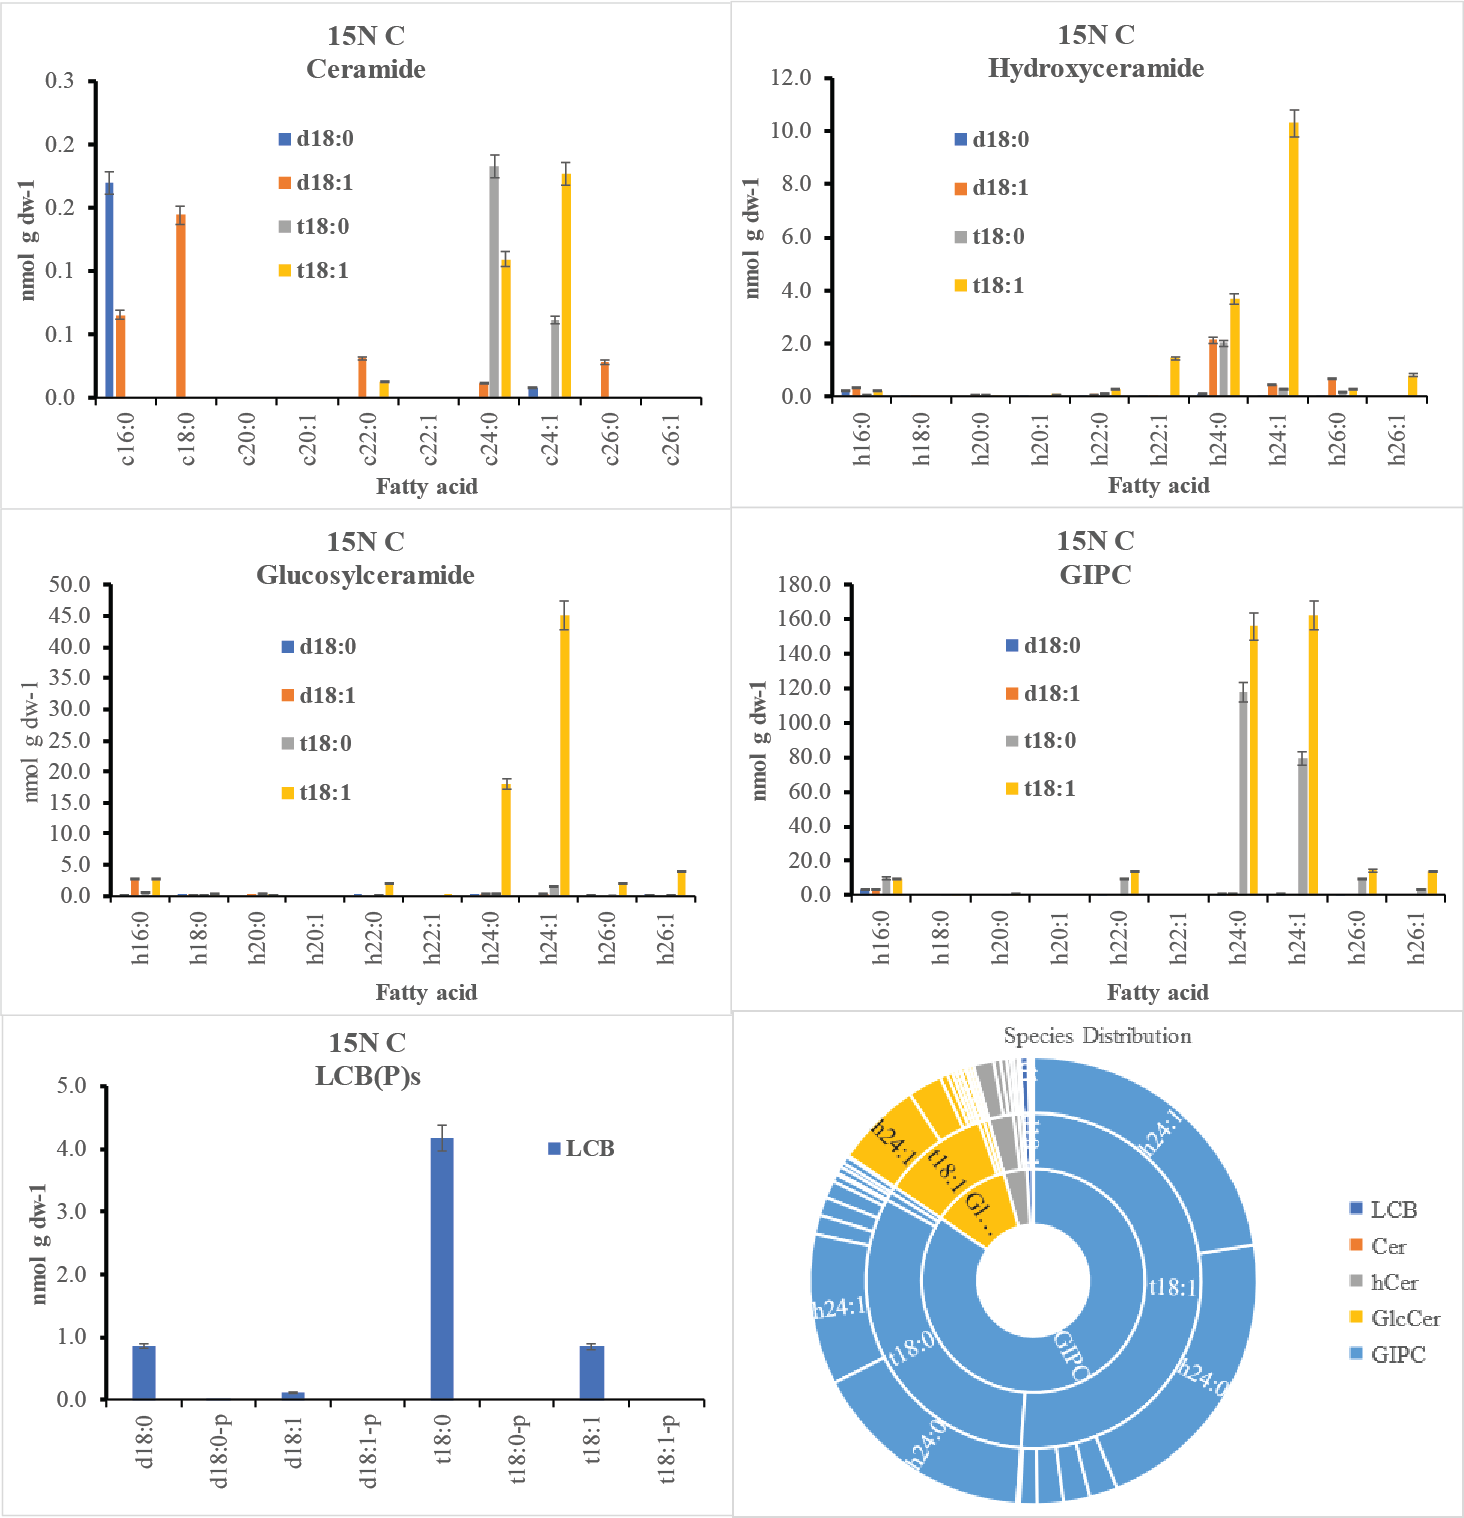 15N C
Ceramide
0.3
0.2
0.2
0.1
0.1
0.0
nmol g dw-1
d18:0
d18:1
t18:0
t18:1
c16:0
c18:0
c20:0
c20:1
c22:0
c22:1
c24:0
c24:1
c26:0
c26:1
Fatty acid
15N C
Hydroxyceramide
12.0
10.0
8.0
6.0
4.0
2.0
0.0
nmol g dw-1
d18:0
d18:1
t18:0
t18:1
h16:0
h18:0
h20:0
h20:1
h22:0
h22:1
h24:0
h24:1
h26:0
h26:1
Fatty acid
15N C
Glucosylceramide
50.0
45.0
40.0
35.0
30.0
25.0
20.0
15.0
10.0
5.0
0.0
nmol g dw-1
d18:0
d18:1
t18:0
t18:1
h16:0
h18:0
h20:0
h20:1
h22:0
h22:1
h24:0
h24:1
h26:0
h26:1
Fatty acid
15N C
GIPC
180.0
160.0
140.0
120.0
100.0
80.0
60.0
40.0
20.0
0.0
nmol g dw-1
d18:0
d18:1
t18:0
t18:1
h16:0
h18:0
h20:0
h20:1
h22:0
h22:1
h24:0
h24:1
h26:0
h26:1
Fatty acid
15N C
LCB(P)s
5.0
4.0
3.0
2.0
1.0
0.0
nmol g dw-1
LCB
d18:0
d18:0-p
d18:1
d18:1-p
t18:0
t18:0-p
t18:1
t18:1-p
Species Distribution
h24:1
h24:1
t18:1
Gl...
t18:1
h24:1
t18:0
GIPC
h24:0
h24:0
LCB
Cer
hCer
GlcCer
GIPC